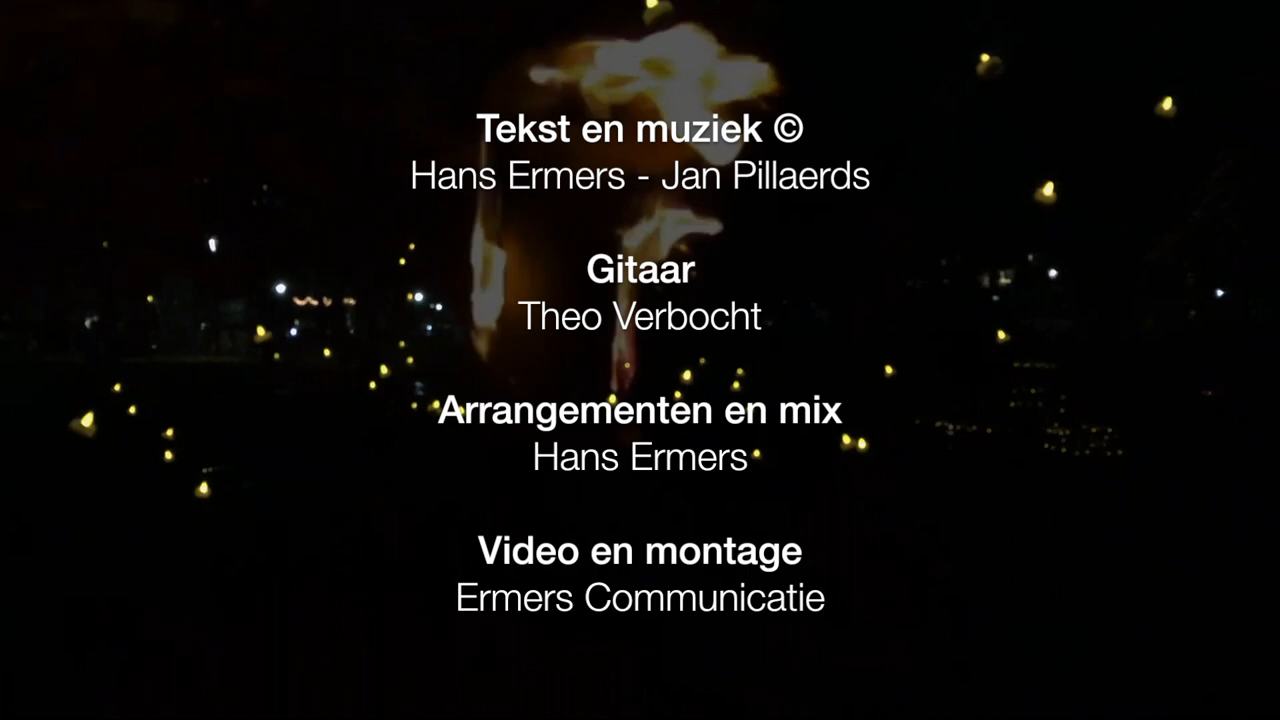 Tekst en muziek ©
Hans Ermers - Jan Pillaerds
Gitaar
Theo Verbocht
Arrangementen en mix
Hans Ermers
Video en montage
Ermers Communicatie